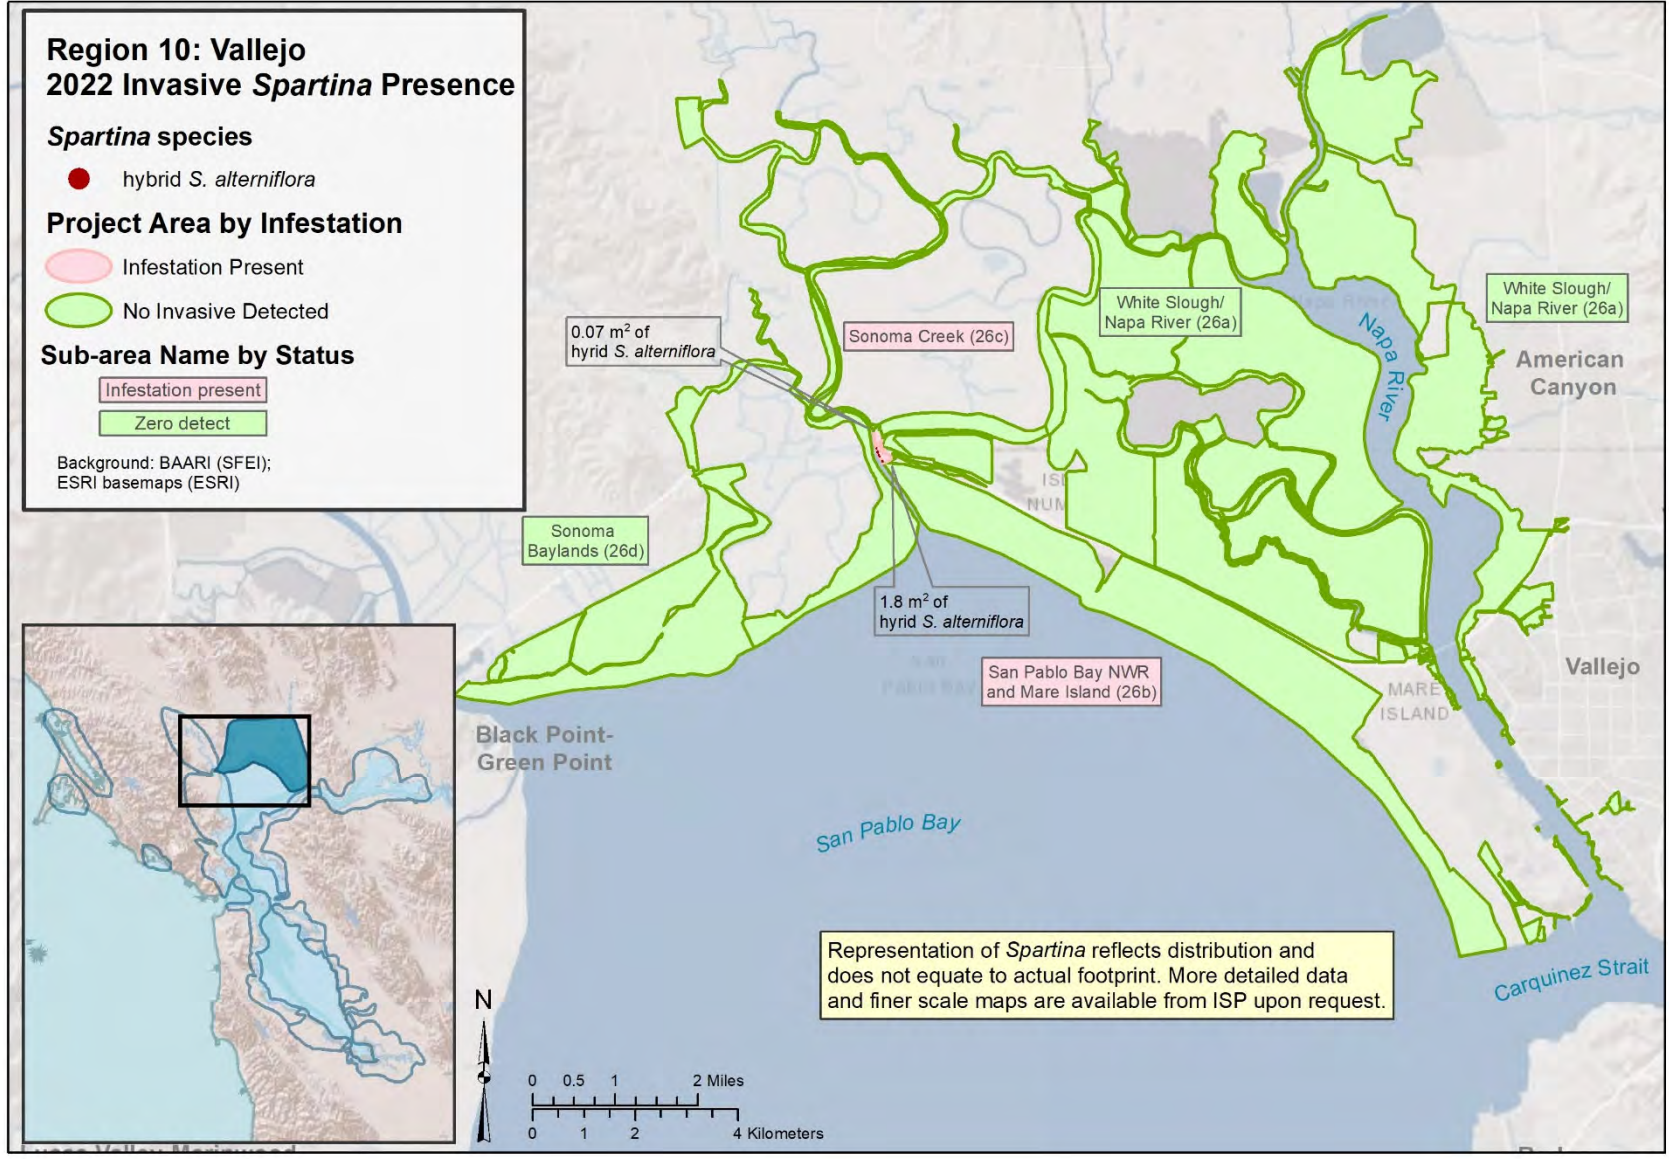 Region 10: Vallejo
2022 Invasive Spartina Presence
Spartina species
hybrid S. alterniflora
Project Area by Infestation
Infestation Present
No Invasive Detected
Sub-area Name by Status
Infestation present
Zero detect
Background: BAARI (SFEI);
ESRI basemaps (ESRI)
0.07 m² of
hyrid S. alterniflora
Sonoma Creek (26c)
White Slough/
Napa River (26a)
White Slough/
Napa River (26a)
Napa River
Napa River
American
Canyon
ISL
NUM
Sonoma
Baylands (26d)
1.8 m² of
hyrid S. alterniflora
San Pablo Bay NWR
and Mare Island (26b)
Vallejo
MARE
ISLAND
Black Point-
Green Point
San Pablo Bay
Representation of Spartina reflects distribution and
does not equate to actual footprint. More detailed data
and finer scale maps are available from ISP upon request.
Carquinez Strait
N
0 0.5 1 2 Miles
0 1 2 4 Kilometers